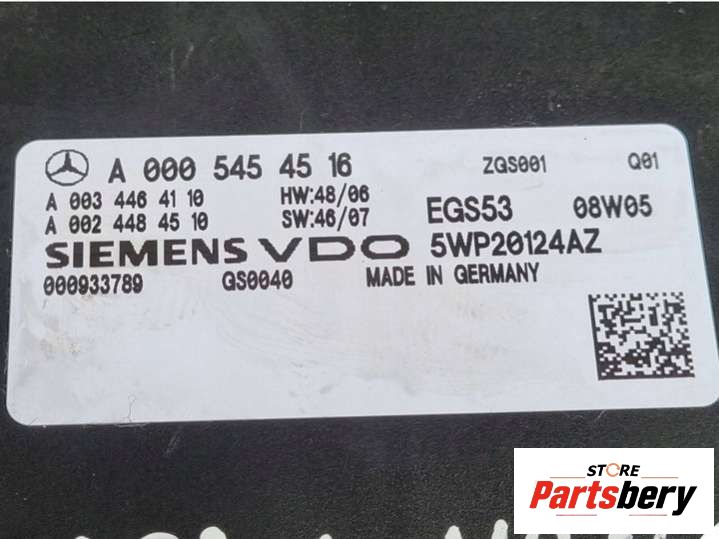 A 000 545 45 16 ZGS001 Q01
A 003 446 41 10 HW:48/06
A 002 448 45 10 SW:46/07 EGS53 08W05
SIEMENS VDO 5WP20124AZ
000933789 GS0040 MADE IN GERMANY
STORE
Partsbery